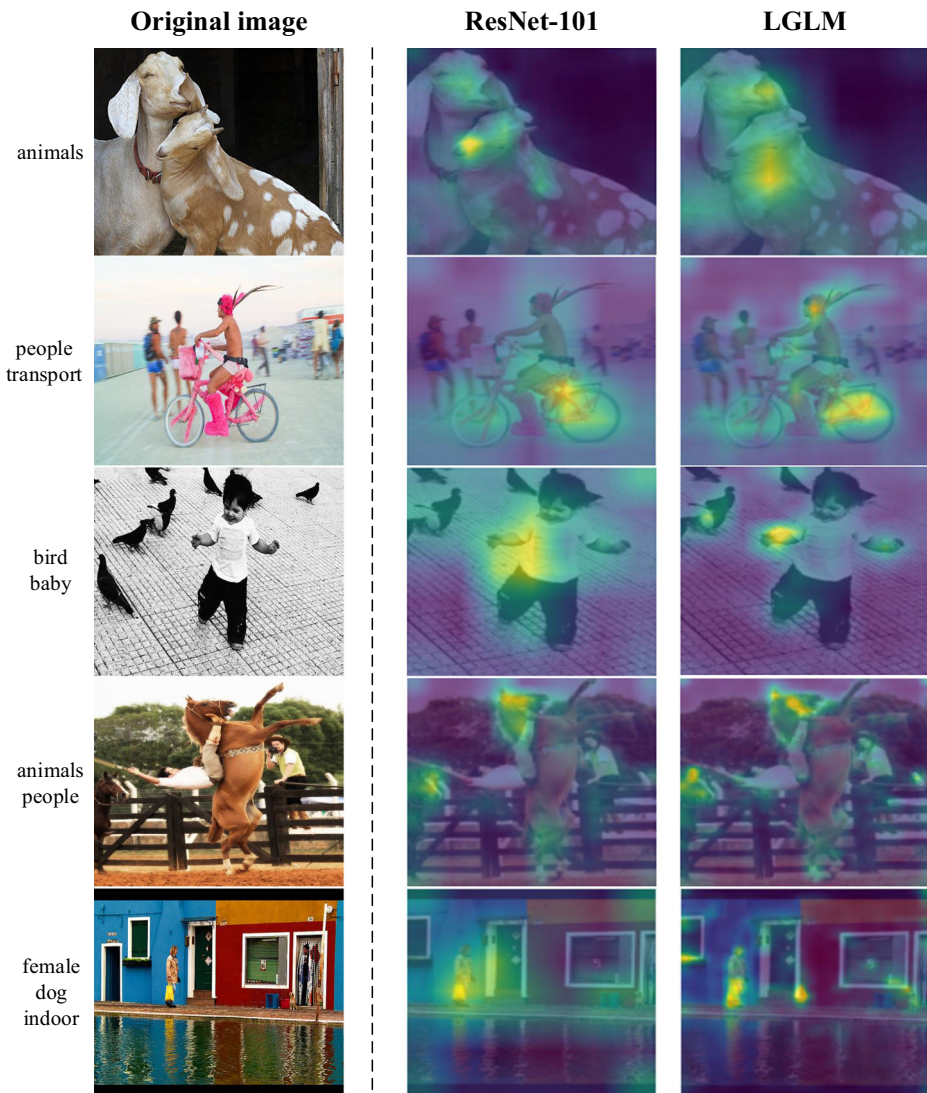 Original image
ResNet-101
LGLM
animals
people
transport
bird
baby
animals
people
female
dog
indoor